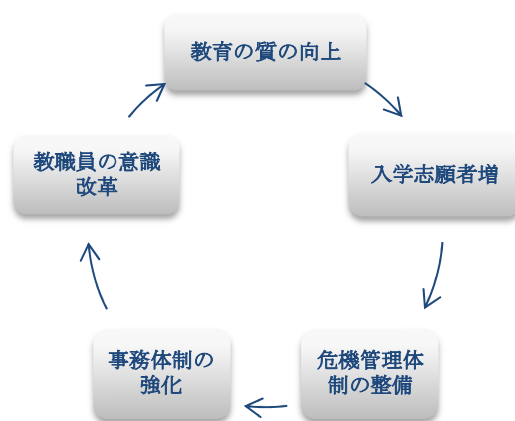 教育の質の向上
入学志願者増
危機管理体
制の整備
事務体制の
強化
教職員の意識
改革